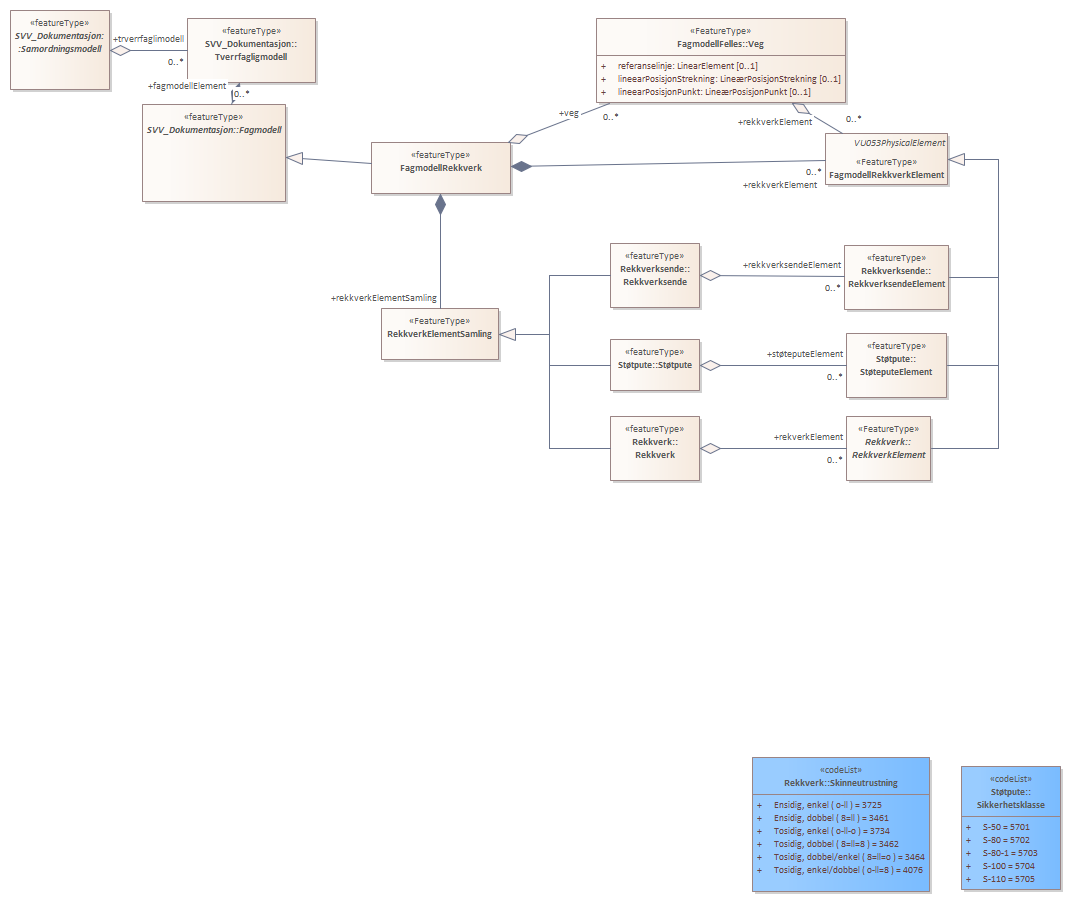 «featureType»
SVV_Dokumentasjon:
:Samordningsmodell
+trverrfaglimodell
0..*
«featureType»
SVV_Dokumentasjon::
Tverrfagligmodell
+fagmodellElement
0..*
«featureType»
SVV_Dokumentasjon::Fagmodell
«featureType»
FagmodellRekkverk
+veg
0..*
«FeatureType»
FagmodellFelles::Veg
+ referanselinje: LinearElement [0..1]
+ lineearPosisjonStrekning: LineærPosisjonStrekning [0..1]
+ lineearPosisjonPunkt: LineærPosisjonPunkt [0..1]
+rekkverkElement
0..*
VU053PhysicalElement
«FeatureType»
FagmodellRekkverkElement
0..*
+rekkverkElement
+rekkverkElementSamling
«FeatureType»
RekkverkElementSamling
«featureType»
Rekkverksende::
Rekkverksende
+rekkverksendeElement
0..*
«featureType»
Rekkverksende::
RekkverksendeElement
«featureType»
Støtpute::Støtpute
+støteputeElement
0..*
«featureType»
Støtpute::
StøteputeElement
«featureType»
Rekkverk::
Rekkverk
+rekverkElement
0..*
«FeatureType»
Rekkverk::
RekkverkElement
«codeList»
Rekkverk::Skinneutrustning
+ Ensidig, enkel ( o-ll ) = 3725
+ Ensidig, dobbel ( 8=ll ) = 3461
+ Tosidig, enkel ( o-ll-o ) = 3734
+ Tosidig, dobbel ( 8=ll=8 ) = 3462
+ Tosidig, dobbel/enkel ( 8=ll=o ) = 3464
+ Tosidig, enkel/dobbel ( o-ll=8 ) = 4076
«codeList»
Støtpute::
Sikkerhetsklasse
+ S-50 = 5701
+ S-80 = 5702
+ S-80-1 = 5703
+ S-100 = 5704
+ S-110 = 5705